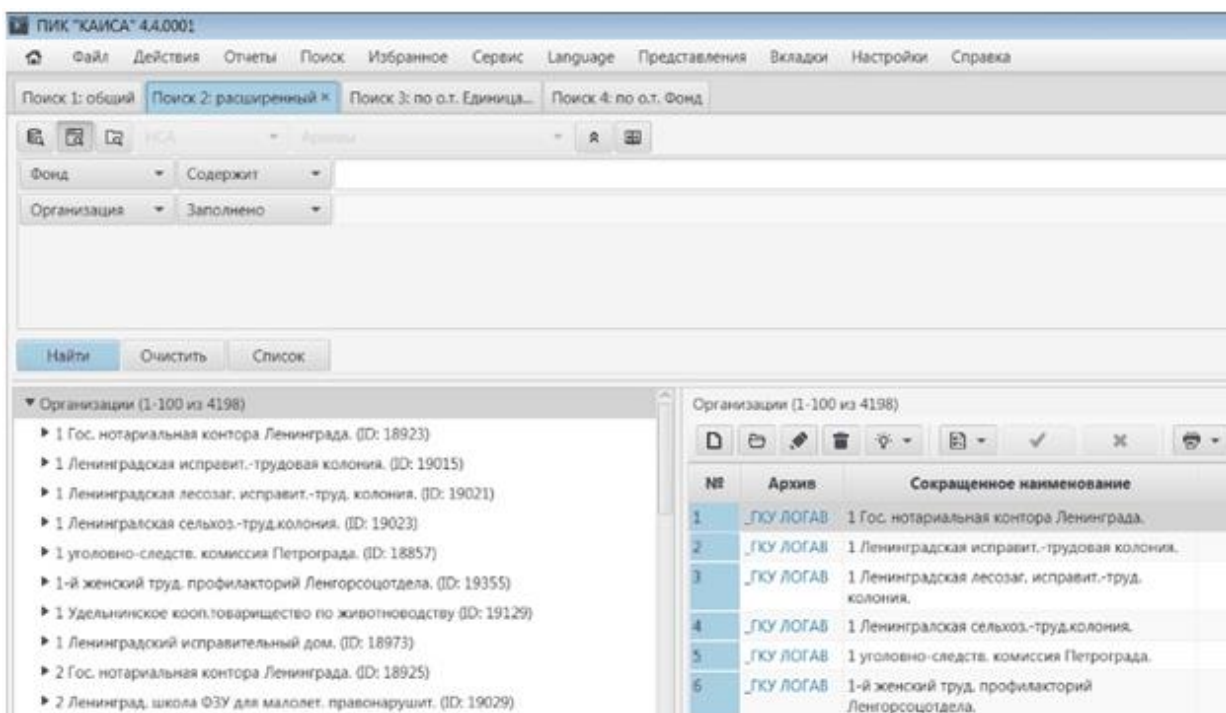 ПИК "КАИСА" 4.4.0001
Файл Действия Отчеты Поиск Избранное Сервис Language Представления Вкладки Настройки Справка
Поиск 1: общий Поиск 2: расширенный × Поиск 3: по о.т. Единица... Поиск 4: по о.т. Фонд
НСА Архивы
Фонд Содержит
Организация Заполнено
Найти Очистить Список
Организации (1-100 из 4198)
1 Гос. нотариальная контора Ленинграда. (ID: 18923)
1 Ленинградская исправит.-трудовая колония. (ID: 19015)
1 Ленинградская лесозаг. исправит.-труд. колония. (ID: 19021)
1 Ленингралская сельхоз.-труд.колония. (ID: 19023)
1 уголовно-следств. комиссия Петрограда. (ID: 18857)
1-й женский труд. профилакторий Ленгорсоцотдела. (ID: 19355)
1 Удельнинское кооп.товарищество по животноводству (ID: 19129)
1 Ленинградский исправительный дом. (ID: 18973)
2 Гос. нотариальная контора Ленинграда. (ID: 18925)
2 Ленинград. школа ФЗУ для малолет. правонарушит. (ID: 19029)
Организации (1-100 из 4198)
№ Архив Сокращенное наименование
1 _ГКУ ЛОГАВ 1 Гос. нотариальная контора Ленинграда.
2 _ГКУ ЛОГАВ 1 Ленинградская исправит.-трудовая колония.
3 _ГКУ ЛОГАВ 1 Ленинградская лесозаг. исправит.-труд.
колония.
4 _ГКУ ЛОГАВ 1 Ленингралская сельхоз.-труд.колония.
5 _ГКУ ЛОГАВ 1 уголовно-следств. комиссия Петрограда.
6 _ГКУ ЛОГАВ 1-й женский труд. профилакторий
Ленгорсоцотдела.